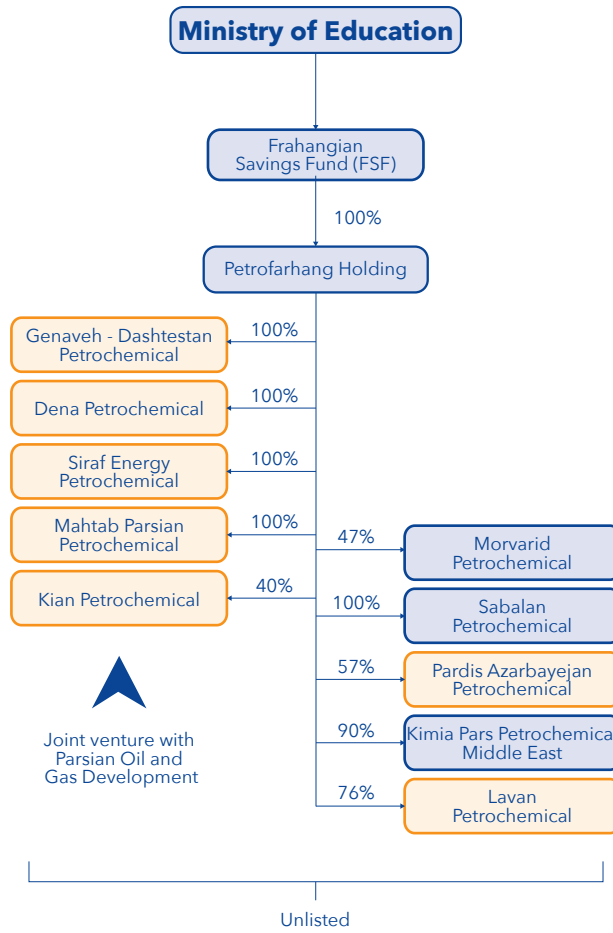 Ministry of Education
Frahangian
Savings Fund (FSF)
100%
Petrofarhang Holding
Genaveh - Dashtestan
Petrochemical
100%
Dena Petrochemical
100%
Siraf Energy
Petrochemical
100%
Mahtab Parsian
Petrochemical
100%
47%
Morvarid
Petrochemical
Kian Petrochemical
40%
100%
Sabalan
Petrochemical
57%
Pardis Azarbayejan
Petrochemical
Joint venture with
Parsian Oil and
Gas Development
90%
Kimia Pars Petrochemica
Middle East
76%
Lavan
Petrochemical
Unlisted